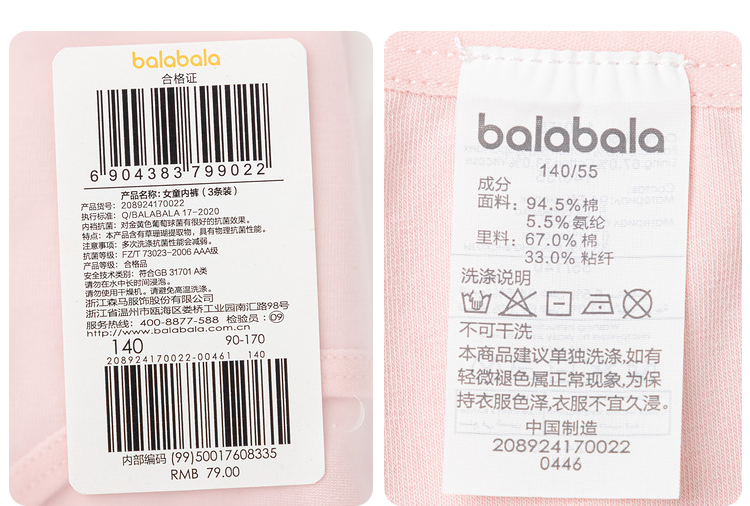 balabala
合格证
6 904383 799022
产品名称: 女童内裤(3条装)
产品货号: 208924170022
执行标准: Q/BALABALA 17-2020
内裆抗菌: 对金黄色葡萄球菌有很好的抗菌效果。
特点: 本产品含有草珊瑚提取物,具有物理抗菌性能。
注意事项: 多次洗涤抗菌性能会减弱。
抗菌等级: FZ/T 73023-2006 AAA级
产品等级: 合格品
安全技术类别: 符合GB 31701 A类
请勿在水中长时间浸泡。
请勿使用干燥机。请避免高温洗涤。
浙江森马服饰股份有限公司
浙江省温州市瓯海区娄桥工业园南汇路98号
服务热线: 400-8877-588 检验员: 09
http://www.balabala.com.cn
140 90-170
208924170022-00461 140
内部编码 (99)50017608335
RMB 79.00
balabala
140/55
成分
面料: 94.5%棉
5.5%氨纶
里料: 67.0%棉
33.0%粘纤
洗涤说明
不可干洗
本商品建议单独洗涤,如有
轻微褪色属正常现象,为保
持衣服色泽,衣服不宜久浸。
中国制造
208924170022
0446